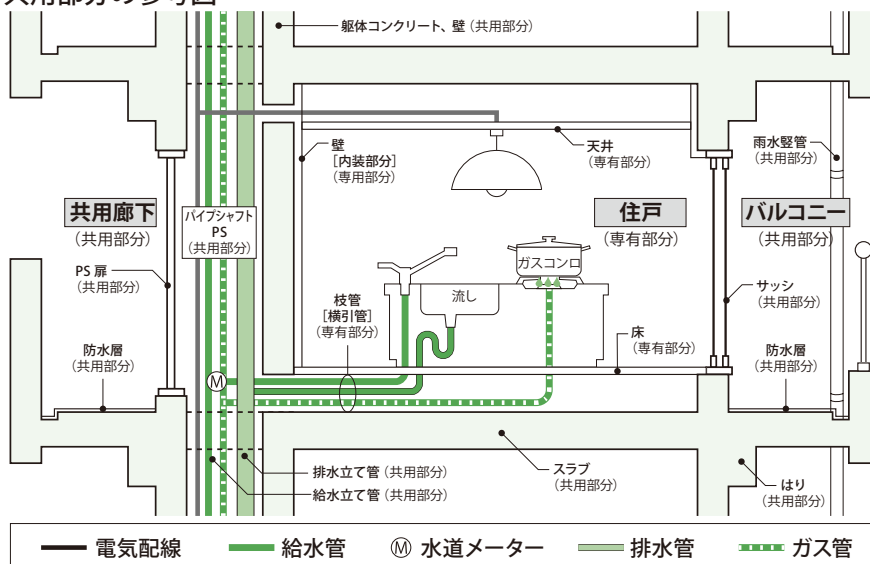 共用部分の参考図
躯体コンクリート、壁 (共用部分)
壁
[内装部分]
(専用部分)
天井
(専有部分)
雨水竪管
(共用部分)
共用廊下
(共用部分)
パイプシャフト
PS
(共用部分)
住戸
(専有部分)
バルコニー
(共用部分)
PS 扉
(共用部分)
ガスコンロ
流し
サッシ
(共用部分)
枝管
[横引管]
(専有部分)
床
(専有部分)
防水層
(共用部分)
防水層
(共用部分)
M
排水立て管 (共用部分)
給水立て管 (共用部分)
スラブ
(共用部分)
はり
(共用部分)
電気配線
給水管
Ⓜ 水道メーター
排水管
ガス管